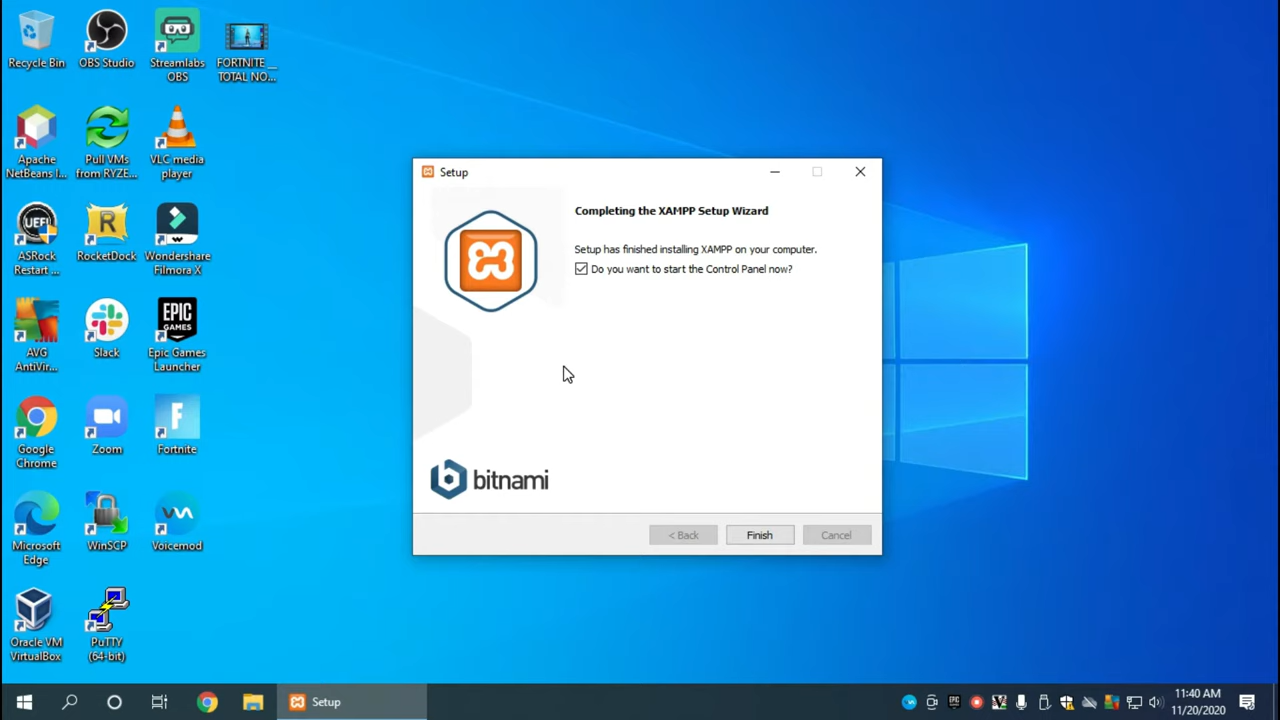 Recycle Bin
OBS Studio
Streamlabs
OBS
FORTNITE __
TOTAL NO...
Apache
NetBeans I...
Pull VMs
from RYZE...
VLC media
player
UEFI
ASRock
Restart ...
R
RocketDock
Wondershare
Filmora X
AVG
AntiVir...
Slack
EPIC
GAMES
Epic Games
Launcher
Google
Chrome
Zoom
F
Fortnite
Microsoft
Edge
WinSCP
Voicemod
Oracle VM
VirtualBox
PuTTY
(64-bit)
Setup
Completing the XAMPP Setup Wizard
Setup has finished installing XAMPP on your computer.
Do you want to start the Control Panel now?
bitnami
< Back
Finish
Cancel
Setup
11:40 AM
11/20/2020